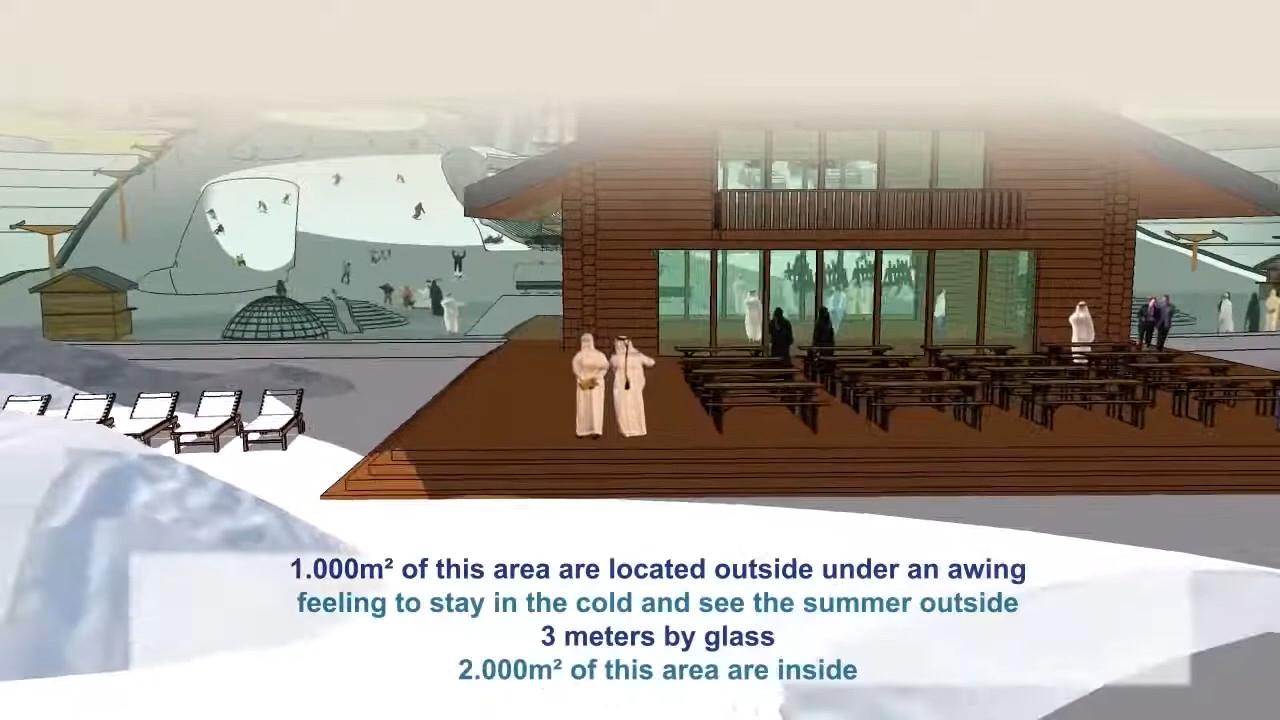 1.000m² of this area are located outside under an awing
feeling to stay in the cold and see the summer outside
3 meters by glass
2.000m² of this area are inside